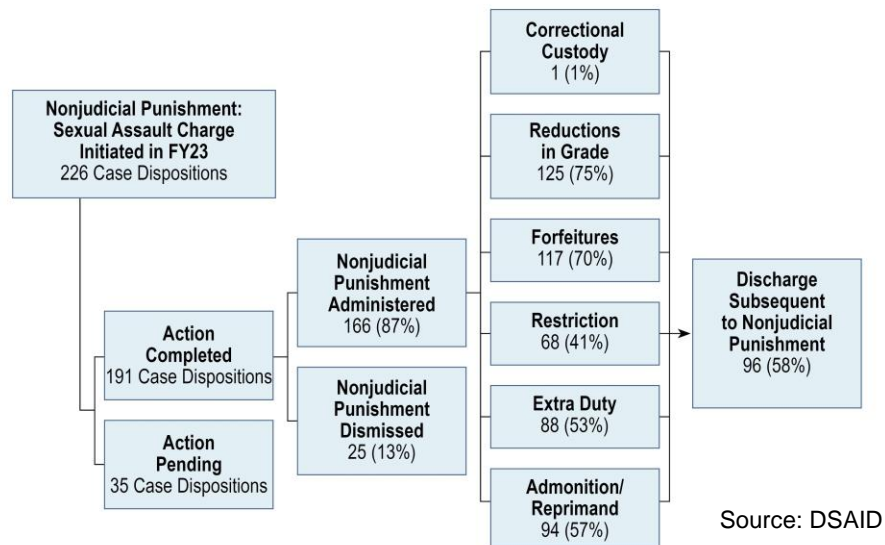 Nonjudicial Punishment:
Sexual Assault Charge
Initiated in FY23
226 Case Dispositions
Action
Completed
191 Case Dispositions
Action
Pending
35 Case Dispositions
Nonjudicial
Punishment
Administered
166 (87%)
Nonjudicial
Punishment
Dismissed
25 (13%)
Correctional
Custody
1 (1%)
Reductions
in Grade
125 (75%)
Forfeitures
117 (70%)
Restriction
68 (41%)
Extra Duty
88 (53%)
Admonition/
Reprimand
94 (57%)
Discharge
Subsequent
to Nonjudicial
Punishment
96 (58%)
Source: DSAID